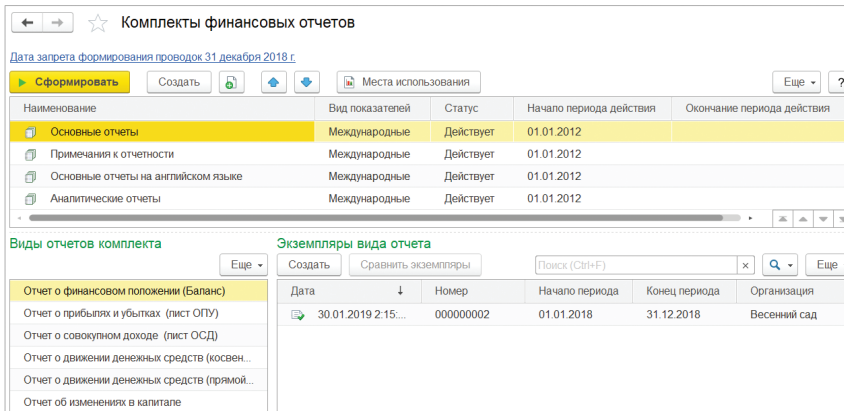 Комплекты финансовых отчетов
Дата запрета формирования проводок 31 декабря 2018 г.
Сформировать Создать Места использования Еще ?
Наименование Вид показателей Статус Начало периода действия Окончание периода действия
Основные отчеты Международные Действует 01.01.2012
Примечания к отчетности Международные Действует 01.01.2012
Основные отчеты на английском языке Международные Действует 01.01.2012
Аналитические отчеты Международные Действует 01.01.2012
Виды отчетов комплекта Экземпляры вида отчета
Еще Создать Сравнить экземпляры Поиск (Ctrl+F) × Еще
Дата ↓ Номер Начало периода Конец периода Организация
Отчет о финансовом положении (Баланс)
Отчет о прибылях и убытках (лист ОПУ) 30.01.2019 2:15:... 000000002 01.01.2018 31.12.2018 Весенний сад
Отчет о совокупном доходе (лист ОСД)
Отчет о движении денежных средств (косвен...
Отчет о движении денежных средств (прямой...
Отчет об изменениях в капитале